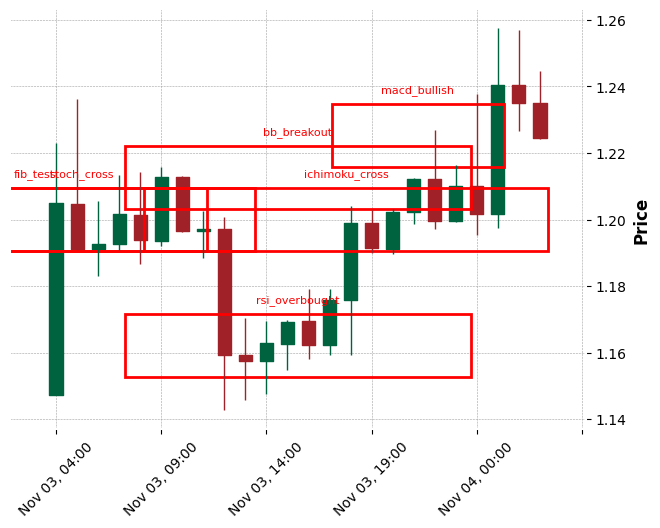 1.26
1.24
macd_bullish
1.22
bb_breakout
fib_test
stoch_cross
ichimoku_cross
1.20
Price
1.18
rsi_overbought
1.16
1.14
Nov 03, 04:00
Nov 03, 09:00
Nov 03, 14:00
Nov 03, 19:00
Nov 04, 00:00